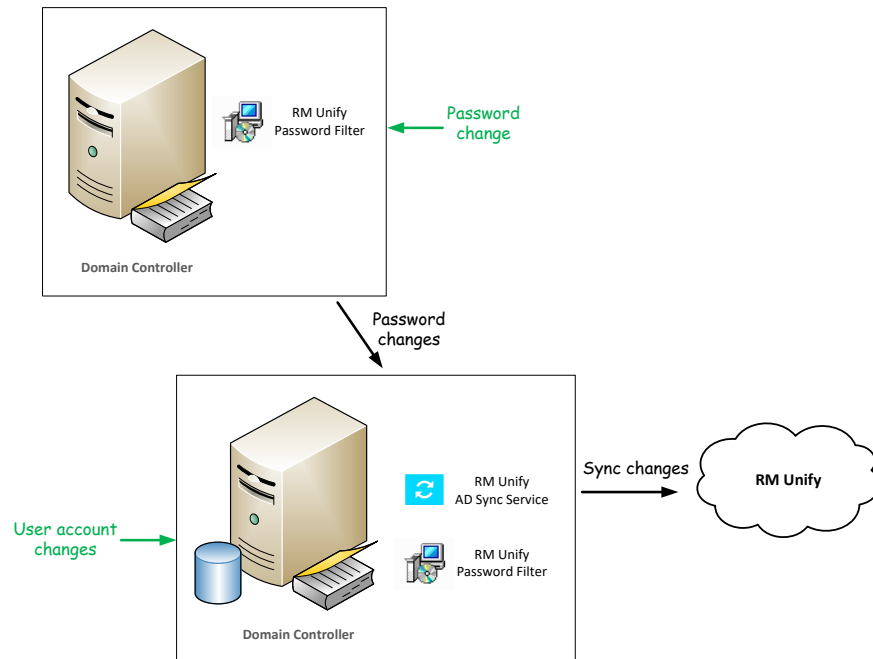 RM Unify
Password Filter
Password
change
Domain Controller
Password
changes
RM Unify
AD Sync Service
Sync changes
RM Unify
User account
changes
RM Unify
Password Filter
Domain Controller